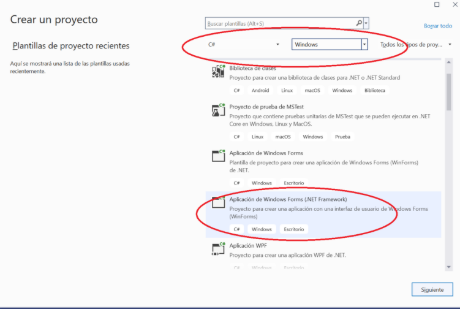 Crear un proyecto
Buscar plantillas (Alt+S)
Borrar todo
C#
Windows
Todos los tipos de proy...
Plantillas de proyecto recientes
Aquí se mostrará una lista de las plantillas usadas
recientemente.
Biblioteca de clases
Proyecto para crear una biblioteca de clases para .NET o .NET Standard
C# Android Linux macOS Windows Biblioteca
Proyecto de prueba de MSTest
Proyecto que contiene pruebas unitarias de MSTest que se pueden ejecutar en .NET
Core en Windows, Linux y MacOS.
C# Linux macOS Windows Prueba
Aplicación de Windows Forms
Plantilla de proyecto para crear una aplicación de Windows Forms (WinForms)
de .NET.
C# Windows Escritorio
Aplicación de Windows Forms (.NET Framework)
Proyecto para crear una aplicación con una interfaz de usuario de Windows Forms
(WinForms)
C# Windows Escritorio
Aplicación WPF
Proyecto para crear una aplicación WPF de .NET.
C# Windows Escritorio
Siguiente